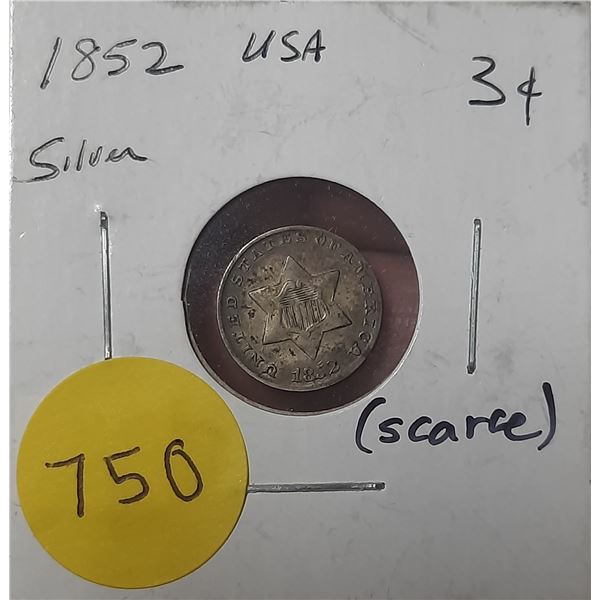 1852 USA 3¢
Silver
UNITED STATES OF AMERICA
1852
(scarce)
750